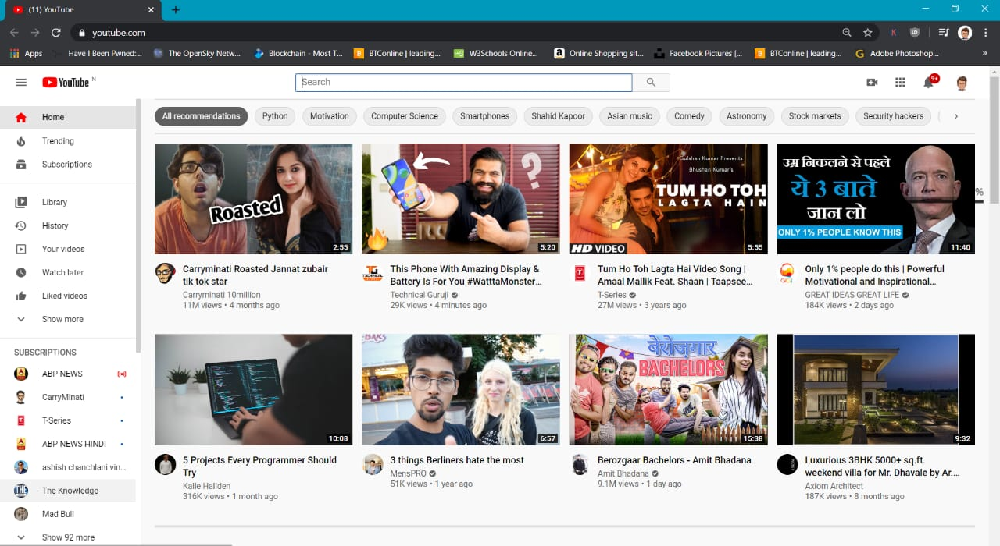 (11) YouTube
youtube.com
Apps
Have I Been Pwned:...
The OpenSky Netw...
Blockchain - Most T...
BTConline | leading...
W3Schools Online...
Online Shopping sit...
Facebook Pictures [...
BTConline | leading...
Adobe Photoshop...
»
YouTube IN
Search
9+
Home
Trending
Subscriptions
Library
History
Your videos
Watch later
Liked videos
Show more
SUBSCRIPTIONS
ABP NEWS
CarryMinati
T-Series
ABP NEWS HINDI
ashish chanchlani vin...
The Knowledge
Mad Bull
Show 92 more
All recommendations
Python
Motivation
Computer Science
Smartphones
Shahid Kapoor
Asian music
Comedy
Astronomy
Stock markets
Security hackers
Roasted
2:55
Carryminati Roasted Jannat zubair
tik tok star
Carryminati 10million
11M views • 4 months ago
?
5:20
This Phone With Amazing Display &
Battery Is For You #WatttaMonster...
Technical Guruji
29K views • 4 minutes ago
Gulshan Kumar Presents
Bhushan Kumar's
TUM HO TOH
LAGTA HAIN
HD VIDEO
5:55
Tum Ho Toh Lagta Hai Video Song |
Amaal Mallik Feat. Shaan | Taapsee...
T-Series
27M views • 3 years ago
उम्र निकलने से पहले
ये 3 बाते
जान लो
ONLY 1% PEOPLE KNOW THIS
%
11:40
Only 1% people do this | Powerful
Motivational and Inspirational...
GREAT IDEAS GREAT LIFE
184K views • 2 days ago
10:08
5 Projects Every Programmer Should
Try
Kalle Hallden
316K views • 1 month ago
BAR
6:57
3 things Berliners hate the most
MensPRO
51K views • 1 year ago
बेरोज़गार
BACHELORS
15:38
Berozgaar Bachelors - Amit Bhadana
Amit Bhadana
9.1M views • 1 day ago
9:32
Luxurious 3BHK 5000+ sq.ft.
weekend villa for Mr. Dhavale by Ar....
Axiom Architect
187K views • 8 months ago